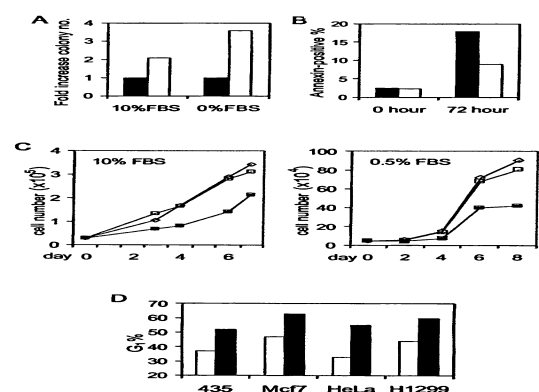 A
Fold increase colony no.
4
3
2
1
0
10%FBS 0%FBS
B
Annexin-positive %
20
15
10
5
0
0 hour 72 hour
C
10% FBS
cell number (x10⁵)
4
3
2
1
0
day 0 2 4 6
0.5% FBS
cell number (x10⁴)
100
80
60
40
20
0
day 0 2 4 6 8
D
G₁%
70
60
50
40
30
20
435 Mcf7 HeLa H1299